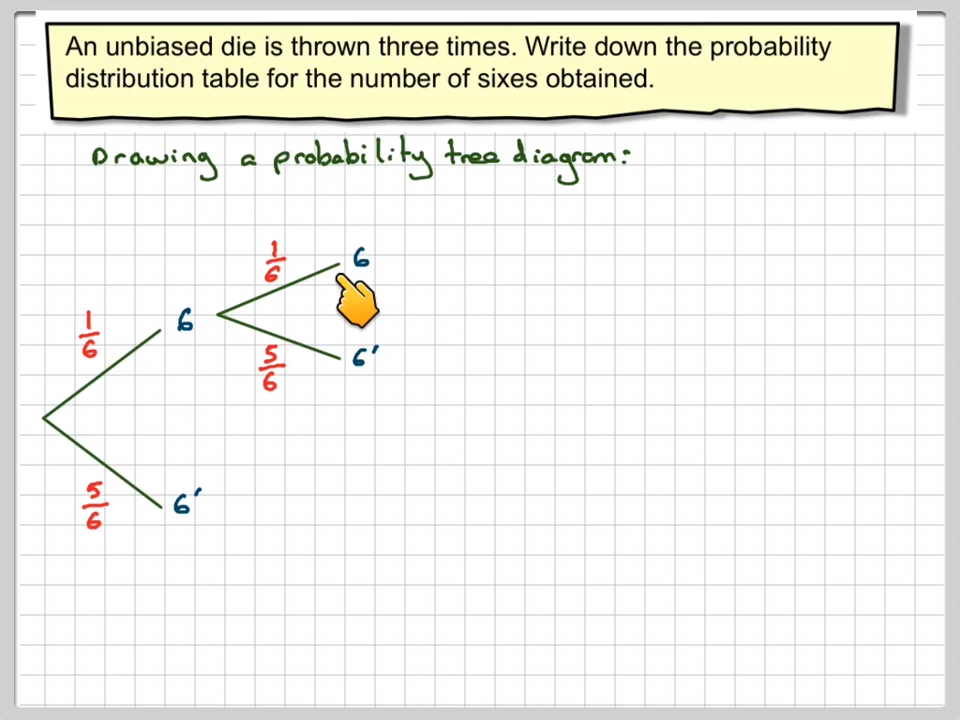 An unbiased die is thrown three times. Write down the probability
distribution table for the number of sixes obtained.
Drawing a probability tree diagram:
1/6
6
1/6
6
5/6
6'
5/6
6'